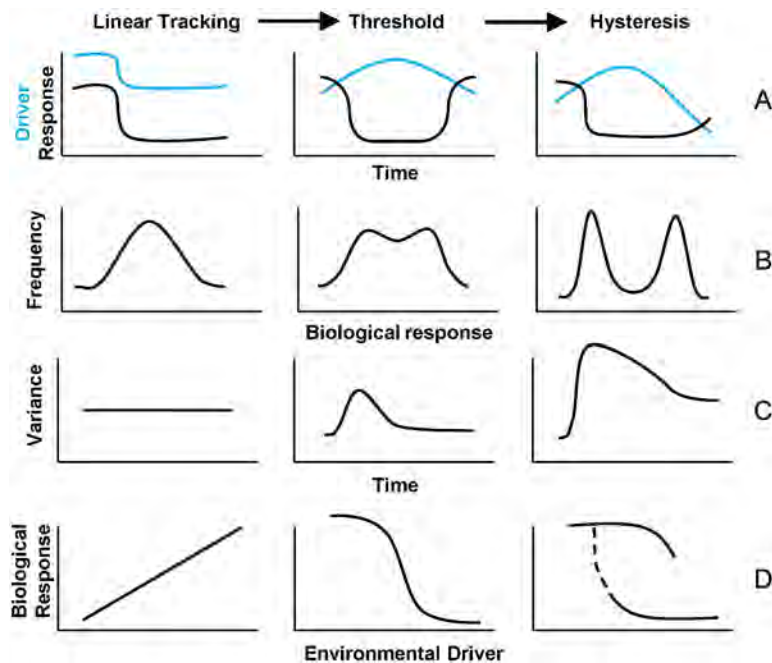 Linear Tracking Threshold Hysteresis
Driver
Response
A
Time
Frequency
B
Biological response
Variance
C
Time
Biological
Response
D
Environmental Driver